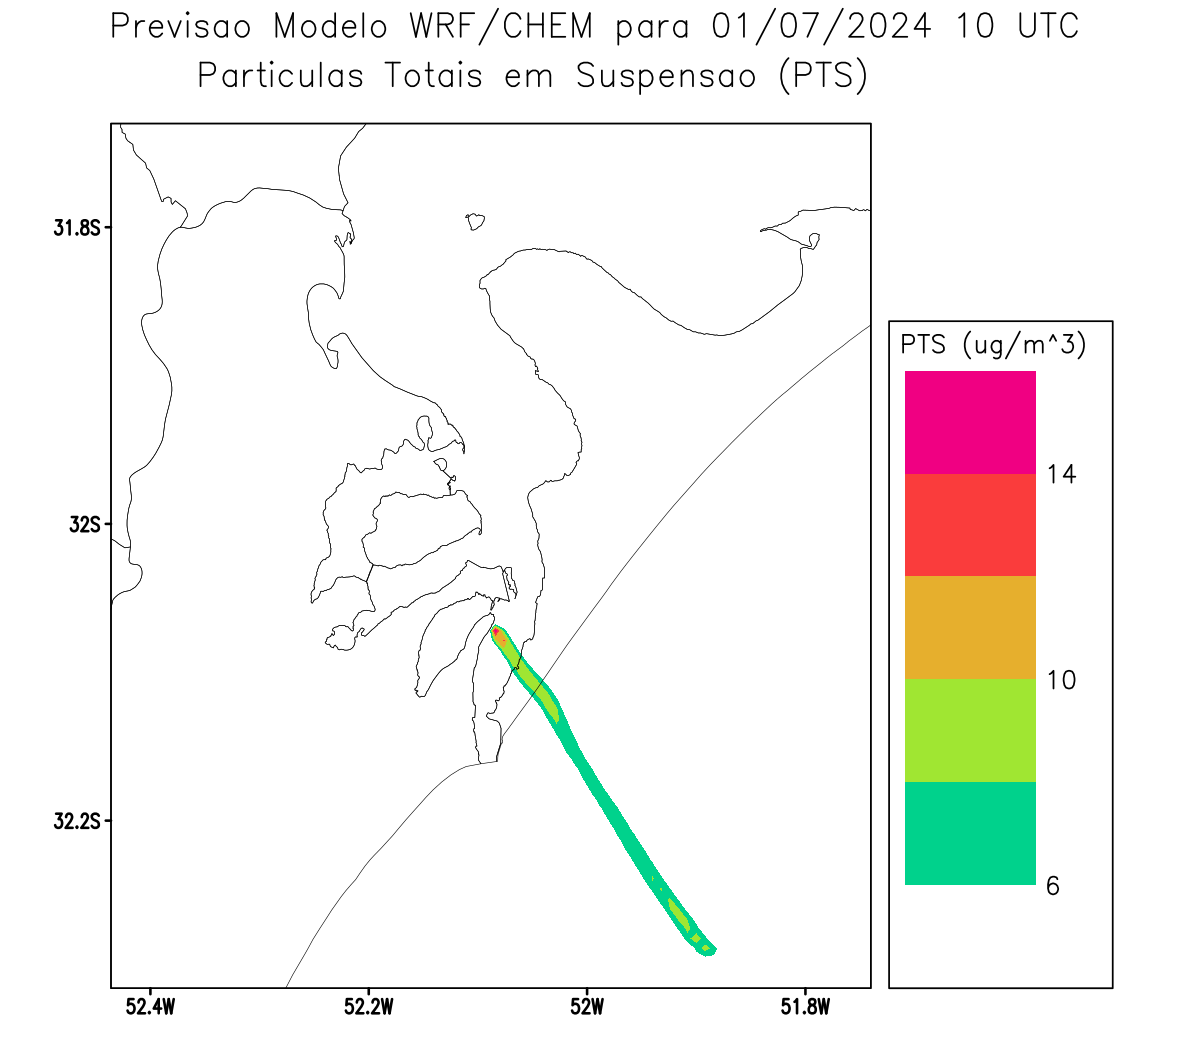 Previsao Modelo WRF/CHEM para 01/07/2024 10 UTC
Particulas Totais em Suspensao (PTS)
31.8S
32S
32.2S
52.4W 52.2W 52W 51.8W
PTS (ug/m^3)
14
10
6